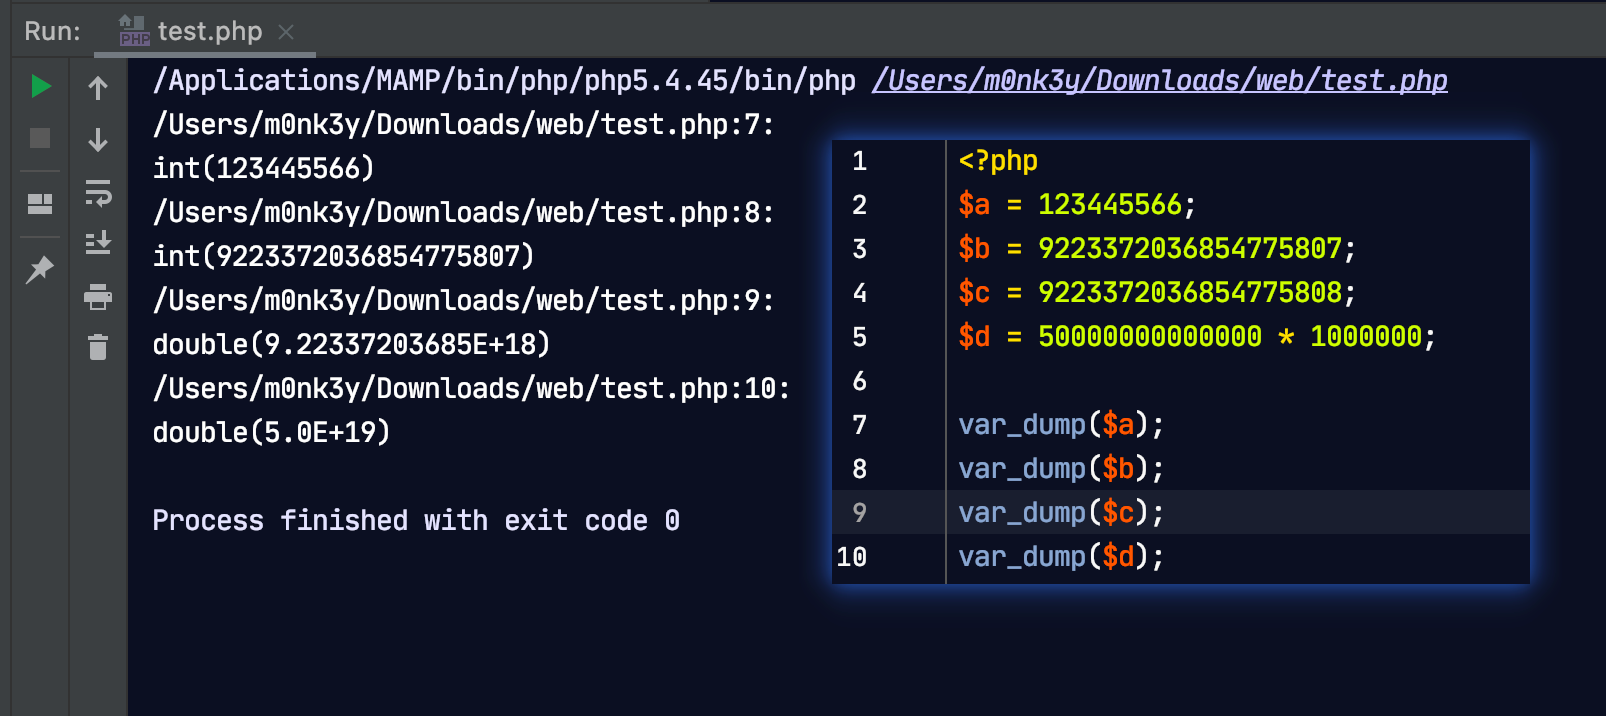 Run: test.php
/Applications/MAMP/bin/php/php5.4.45/bin/php /Users/m0nk3y/Downloads/web/test.php
/Users/m0nk3y/Downloads/web/test.php:7:
int(123445566)
/Users/m0nk3y/Downloads/web/test.php:8:
int(9223372036854775807)
/Users/m0nk3y/Downloads/web/test.php:9:
double(9.22337203685E+18)
/Users/m0nk3y/Downloads/web/test.php:10:
double(5.0E+19)
Process finished with exit code 0
1 <?php
2 $a = 123445566;
3 $b = 9223372036854775807;
4 $c = 9223372036854775808;
5 $d = 50000000000000 * 1000000;
6
7 var_dump($a);
8 var_dump($b);
9 var_dump($c);
10 var_dump($d);